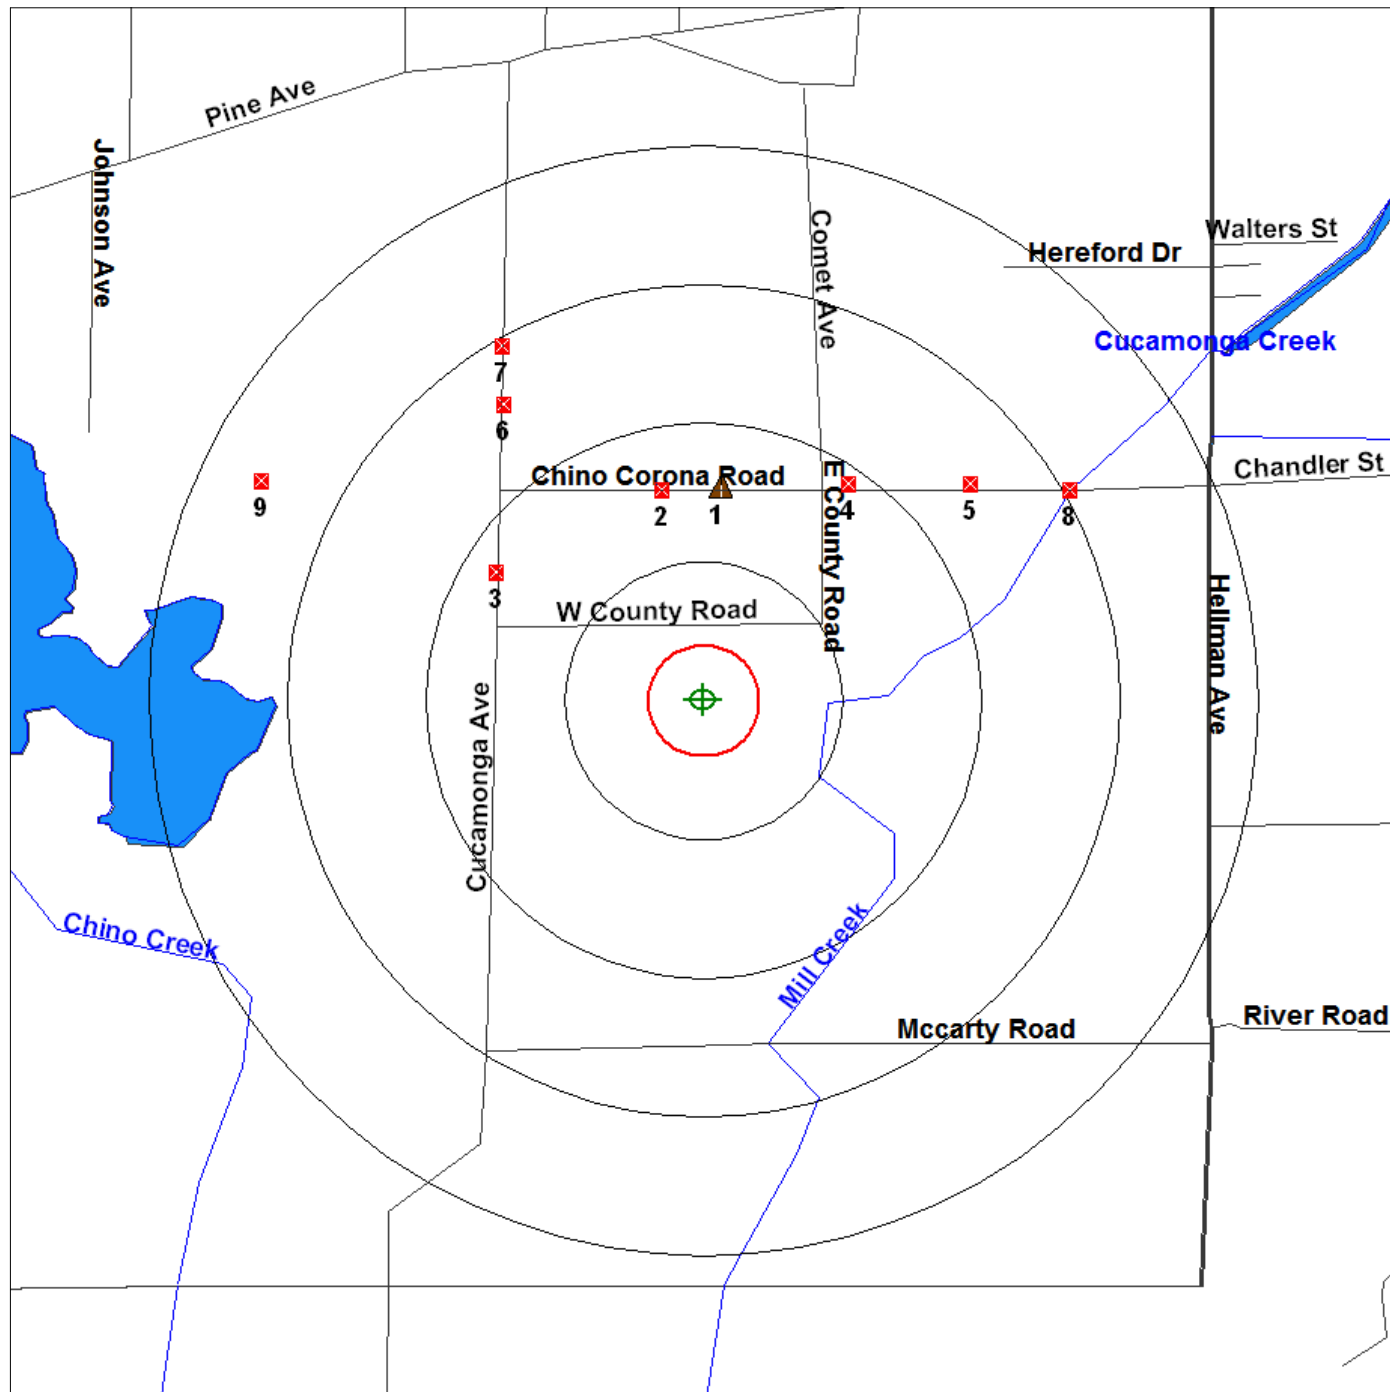 Pine Ave
Johnson Ave
Comet Ave
Walters St
Hereford Dr
Cucamonga Creek
7
6
Chino Corona Road
E County Road
Chandler St
9
2
1
4
5
8
3
W County Road
Hellman Ave
Cucamonga Ave
Chino Creek
Mill Creek
Mccarty Road
River Road